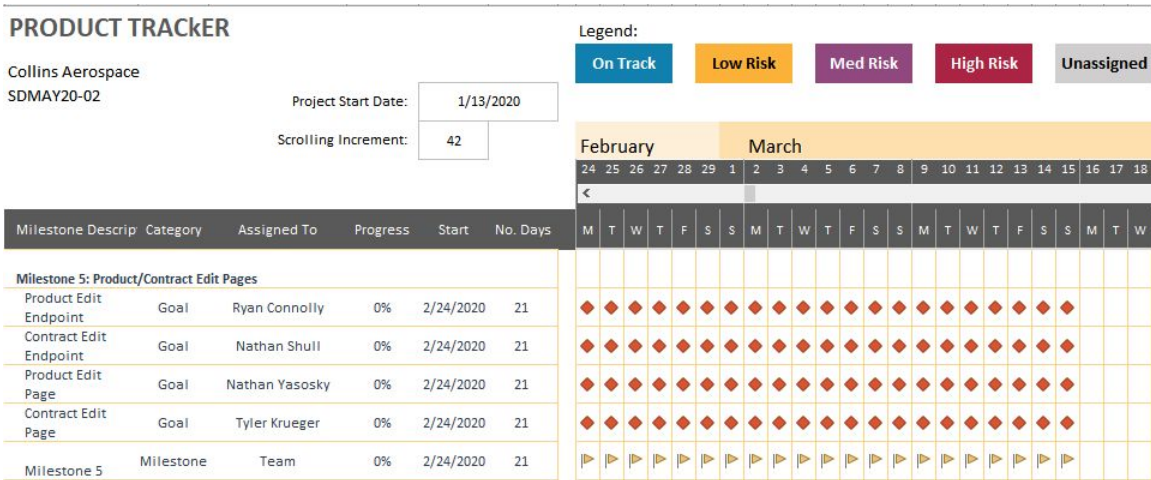 PRODUCT TRACkER
Legend:
On Track Low Risk Med Risk High Risk Unassigned
Collins Aerospace
SDMAY20-02
Project Start Date: 1/13/2020
Scrolling Increment: 42
February March
24 25 26 27 28 29 1 2 3 4 5 6 7 8 9 10 11 12 13 14 15 16 17 18
Milestone Descrip Category Assigned To Progress Start No. Days M T W T F S S M T W T F S S M T W T F S S M T W
Milestone 5: Product/Contract Edit Pages
Product Edit
Endpoint Goal Ryan Connolly 0% 2/24/2020 21
Contract Edit
Endpoint Goal Nathan Shull 0% 2/24/2020 21
Product Edit
Page Goal Nathan Yasosky 0% 2/24/2020 21
Contract Edit
Page Goal Tyler Krueger 0% 2/24/2020 21
Milestone 5 Milestone Team 0% 2/24/2020 21